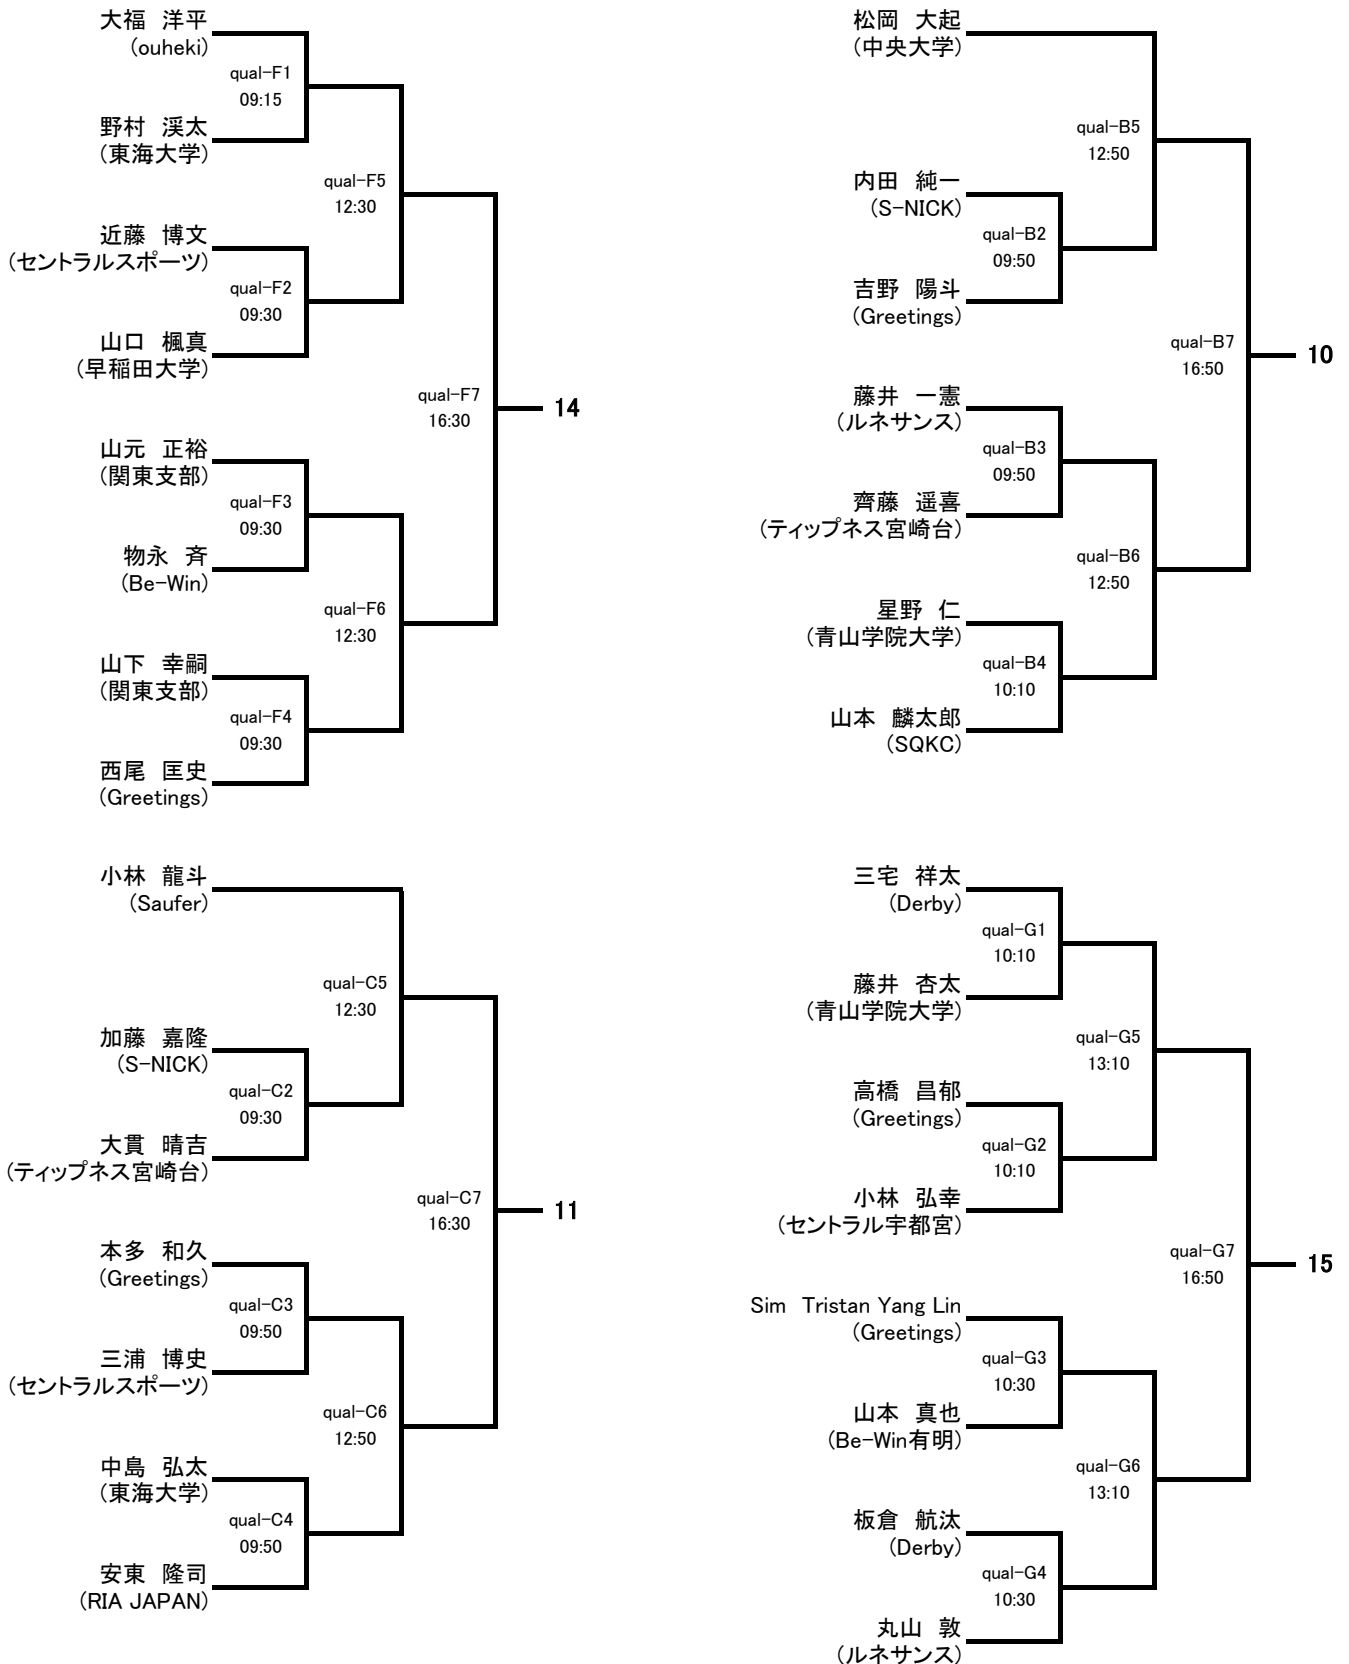 大福　洋平
(ouheki)
qual-F1
09:15
野村　渓太
(東海大学)
qual-F5
12:30
近藤　博文
(セントラルスポーツ)
qual-F2
09:30
山口　楓真
(早稲田大学)
qual-F7
16:30
14
山元　正裕
(関東支部)
qual-F3
09:30
物永　斉
(Be-Win)
qual-F6
12:30
山下　幸嗣
(関東支部)
qual-F4
09:30
西尾　匡史
(Greetings)
松岡　大起
(中央大学)
qual-B5
12:50
内田　純一
(S-NICK)
qual-B2
09:50
吉野　陽斗
(Greetings)
qual-B7
16:50
10
藤井　一憲
(ルネサンス)
qual-B3
09:50
齊藤　遥喜
(ティップネス宮崎台)
qual-B6
12:50
星野　仁
(青山学院大学)
qual-B4
10:10
山本　麟太郎
(SQKC)
小林　龍斗
(Saufer)
qual-C5
12:30
加藤　嘉隆
(S-NICK)
qual-C2
09:30
大貫　晴吉
(ティップネス宮崎台)
qual-C7
16:30
11
本多　和久
(Greetings)
qual-C3
09:50
三浦　博史
(セントラルスポーツ)
qual-C6
12:50
中島　弘太
(東海大学)
qual-C4
09:50
安東　隆司
(RIA JAPAN)
三宅　祥太
(Derby)
qual-G1
10:10
藤井　杏太
(青山学院大学)
qual-G5
13:10
高橋　昌郁
(Greetings)
qual-G2
10:10
小林　弘幸
(セントラル宇都宮)
qual-G7
16:50
15
Sim　Tristan Yang Lin
(Greetings)
qual-G3
10:30
山本　真也
(Be-Win有明)
qual-G6
13:10
板倉　航汰
(Derby)
qual-G4
10:30
丸山　敦
(ルネサンス)